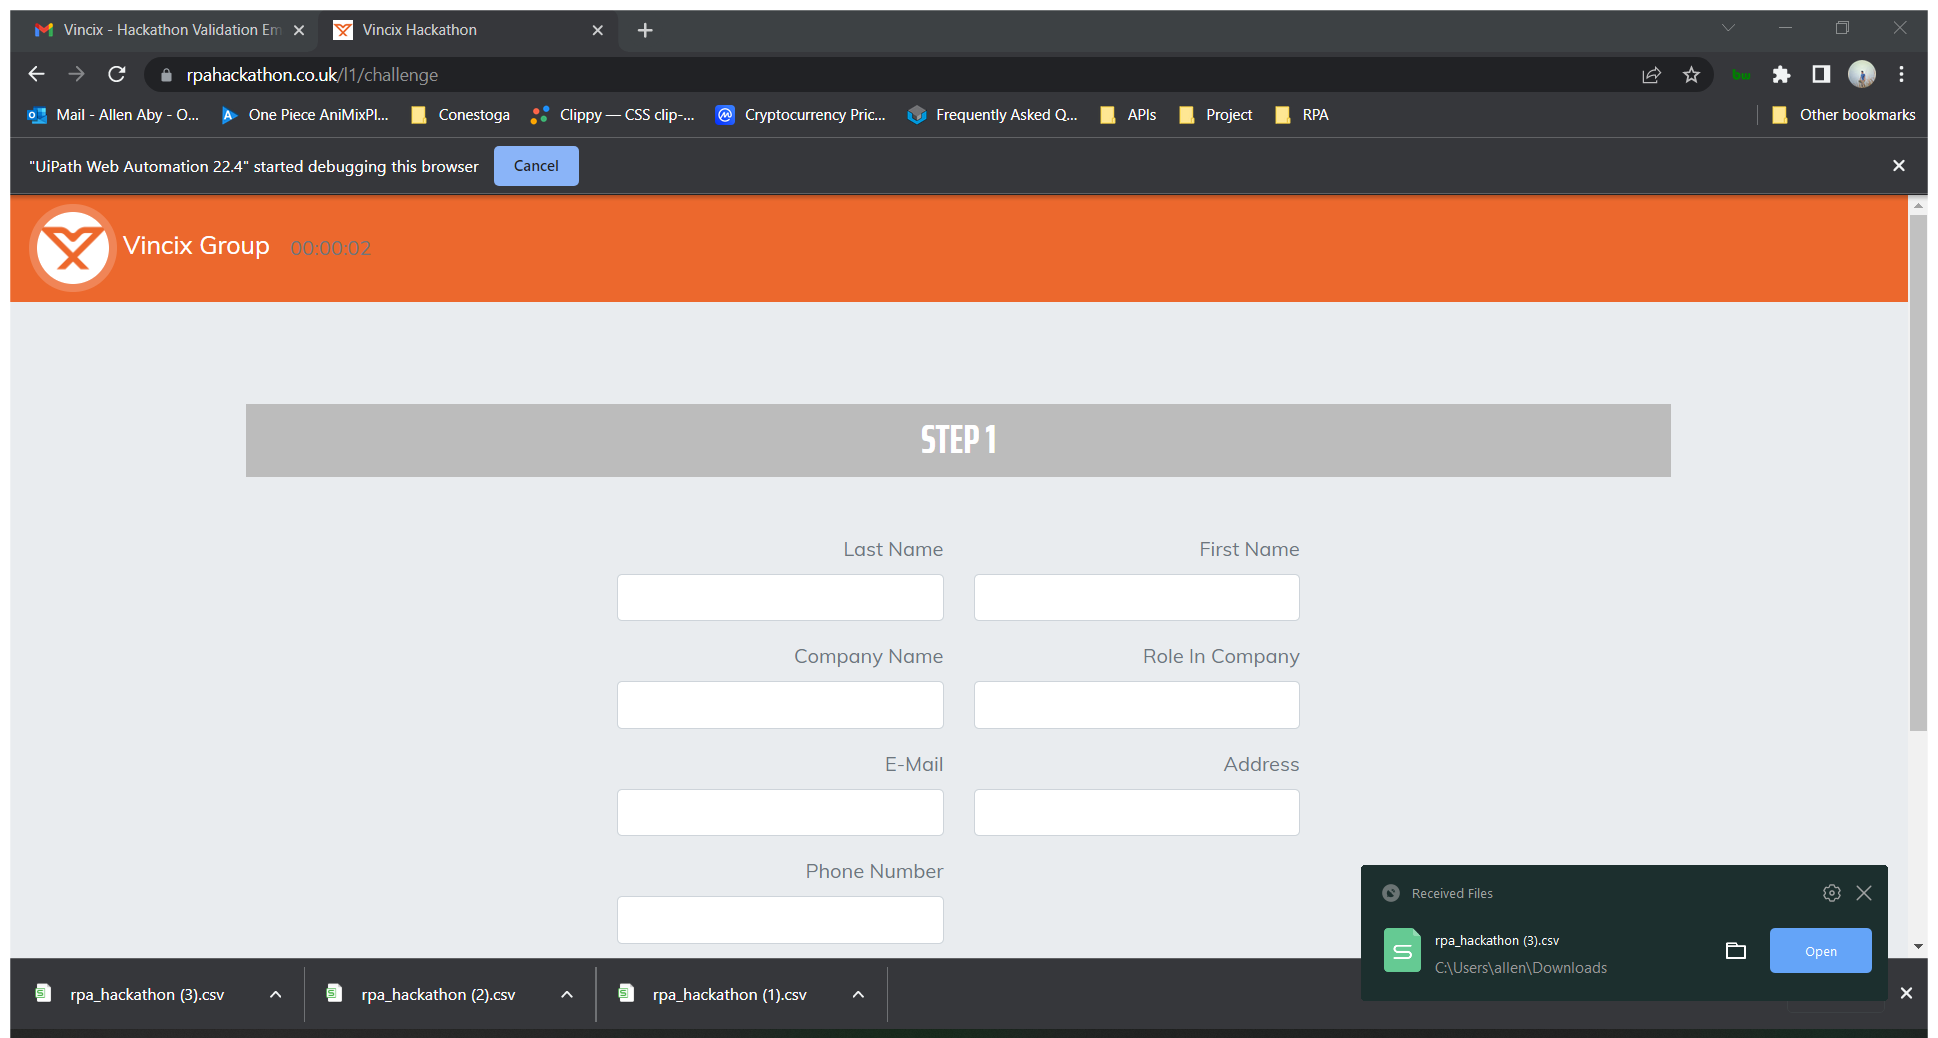 Vincix - Hackathon Validation Em
Vincix Hackathon
rpahackathon.co.uk/l1/challenge
bw
Mail - Allen Aby - O...
One Piece AniMixPl...
Conestoga
Clippy — CSS clip-...
Cryptocurrency Pric...
Frequently Asked Q...
APIs
Project
RPA
Other bookmarks
"UiPath Web Automation 22.4" started debugging this browser
Cancel
Vincix Group
00:00:02
STEP 1
Last Name
First Name
Company Name
Role In Company
E-Mail
Address
Phone Number
Received Files
rpa_hackathon (3).csv
C:\Users\allen\Downloads
Open
rpa_hackathon (3).csv
rpa_hackathon (2).csv
rpa_hackathon (1).csv